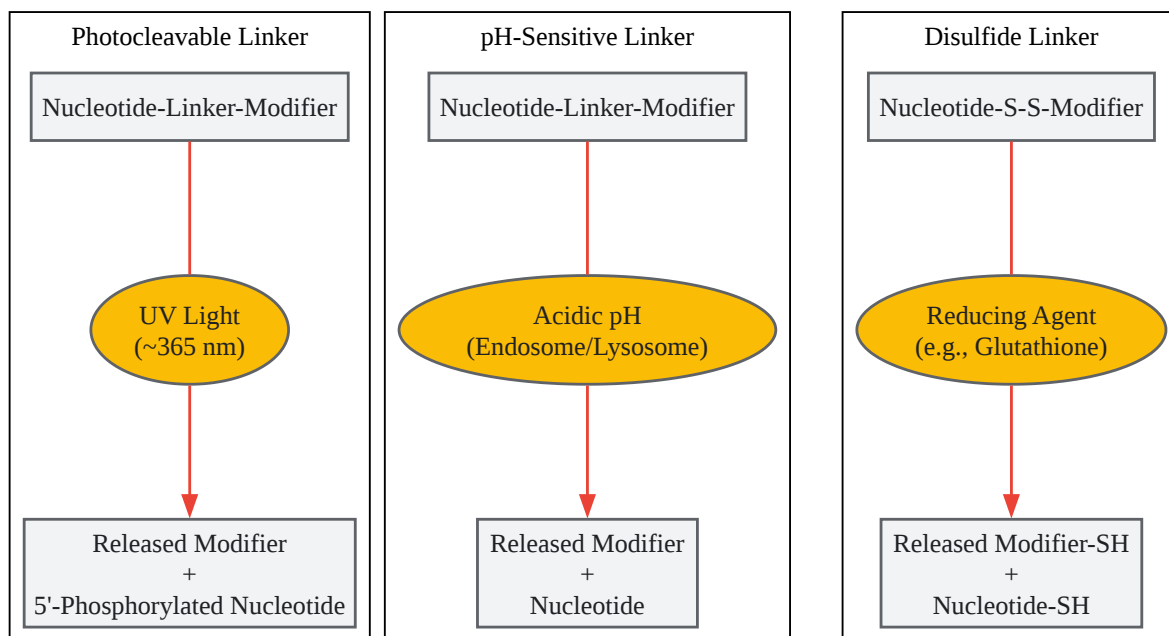 Photocleavable Linker
Nucleotide-Linker-Modifier
UV Light
(~365 nm)
Released Modifier
+
5'-Phosphorylated Nucleotide
pH-Sensitive Linker
Nucleotide-Linker-Modifier
Acidic pH
(Endosome/Lysosome)
Released Modifier
+
Nucleotide
Disulfide Linker
Nucleotide-S-S-Modifier
Reducing Agent
(e.g., Glutathione)
Released Modifier-SH
+
Nucleotide-SH